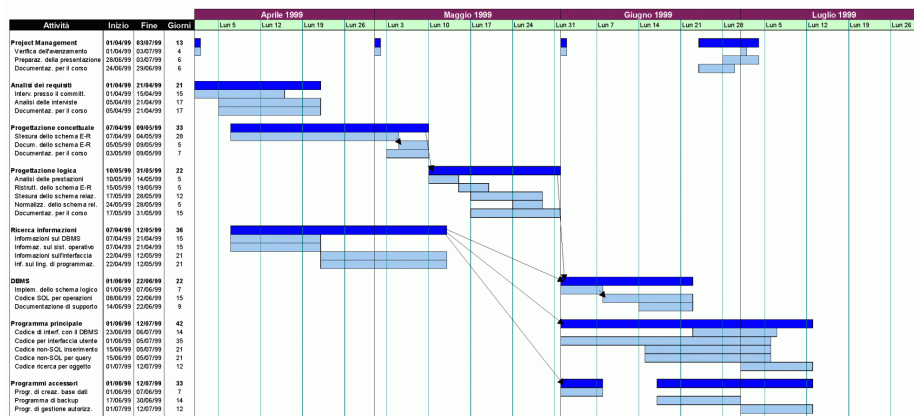 Aprile 1999 Maggio 1999 Giugno 1999 Luglio 1999
Attività Inizio Fine Giorni Lun 5 Lun 12 Lun 19 Lun 26 Lun 3 Lun 10 Lun 17 Lun 24 Lun 31 Lun 7 Lun 14 Lun 21 Lun 28 Lun 5 Lun 12 Lun 19 Lun 26
Project Management 01/04/99 03/07/99 13
Verifica dell'avanzamento 01/04/99 03/07/99 4
Preparaz. della presentazione 28/06/99 03/07/99 6
Documentaz. per il corso 24/06/99 29/06/99 6
Analisi dei requisiti 01/04/99 21/04/99 21
Interv. presso il committ. 01/04/99 15/04/99 15
Analisi delle interviste 05/04/99 21/04/99 17
Documentaz. per il corso 05/04/99 21/04/99 17
Progettazione concettuale 07/04/99 09/05/99 33
Stesura dello schema E-R 07/04/99 04/05/99 28
Docum. dello schema E-R 05/05/99 09/05/99 5
Documentaz. per il corso 03/05/99 09/05/99 7
Progettazione logica 10/05/99 31/05/99 22
Analisi delle prestazioni 10/05/99 14/05/99 5
Ristrutt. dello schema E-R 15/05/99 19/05/99 5
Stesura dello schema relaz. 17/05/99 28/05/99 12
Normalizz. dello schema rel. 24/05/99 28/05/99 5
Documentaz. per il corso 17/05/99 31/05/99 15
Ricerca informazioni 07/04/99 12/05/99 36
Informazioni sul DBMS 07/04/99 21/04/99 15
Informaz. sul sist. operativo 07/04/99 21/04/99 15
Informazioni sull'interfaccia 22/04/99 12/05/99 21
Inf. sul ling. di programmaz. 22/04/99 12/05/99 21
DBMS 01/06/99 22/06/99 22
Implem. dello schema logico 01/06/99 07/06/99 7
Codice SQL per operazioni 08/06/99 22/06/99 15
Documentazione di supporto 14/06/99 22/06/99 9
Programma principale 01/06/99 12/07/99 42
Codice di interf. con il DBMS 23/06/99 06/07/99 14
Codice per interfaccia utente 01/06/99 05/07/99 35
Codice non-SQL inserimento 15/06/99 05/07/99 21
Codice non-SQL per query 15/06/99 05/07/99 21
Codice ricerca per oggetto 01/07/99 12/07/99 12
Programmi accessori 01/06/99 12/07/99 33
Progr. di creaz. base dati 01/06/99 07/06/99 7
Programma di backup 17/06/99 30/06/99 14
Progr. di gestione autorizz. 01/07/99 12/07/99 12